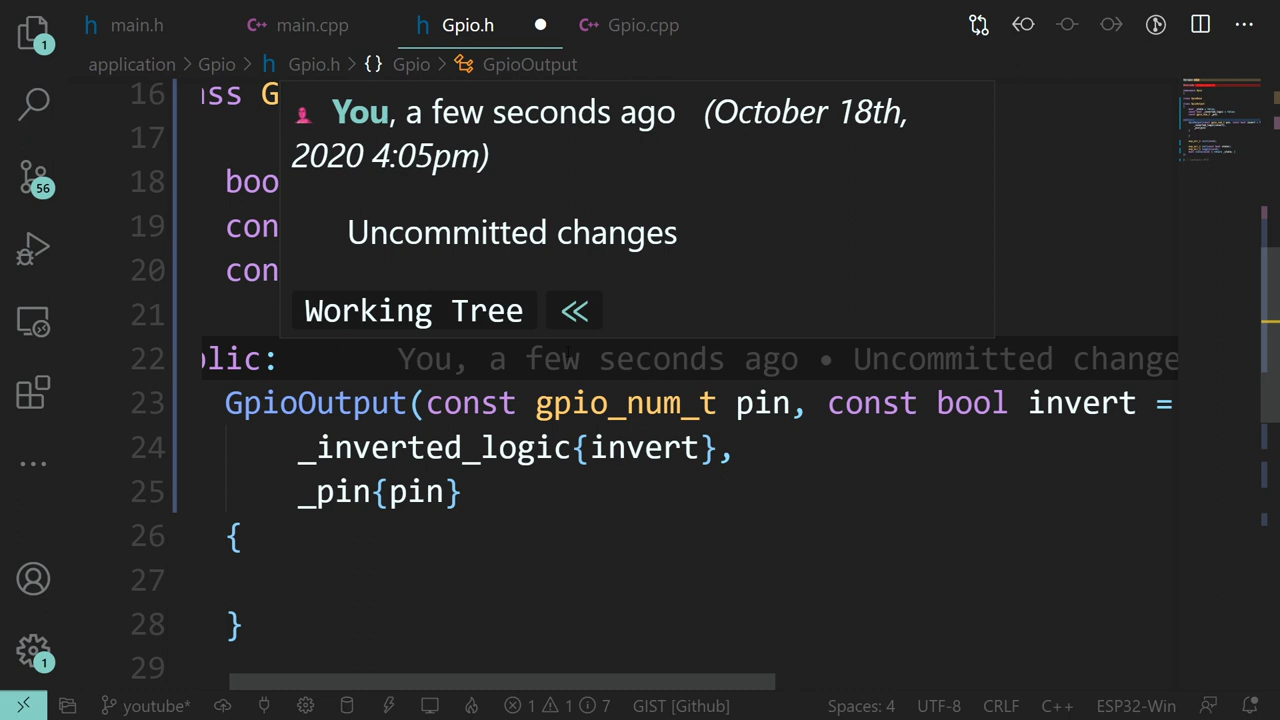 1
56
1
h main.h
C++ main.cpp
h Gpio.h
C++ Gpio.cpp
application > Gpio > h Gpio.h > {} Gpio > GpioOutput
16 ass G
17
18 boo
19 con
20 con
21
22 blic: You, a few seconds ago • Uncommitted change
23 GpioOutput(const gpio_num_t pin, const bool invert =
24 _inverted_logic{invert},
25 _pin{pin}
26 {
27
28 }
29
You, a few seconds ago (October 18th,
2020 4:05pm)
Uncommitted changes
Working Tree
youtube* 1 1 7 GIST [Github] Spaces: 4 UTF-8 CRLF C++ ESP32-Win